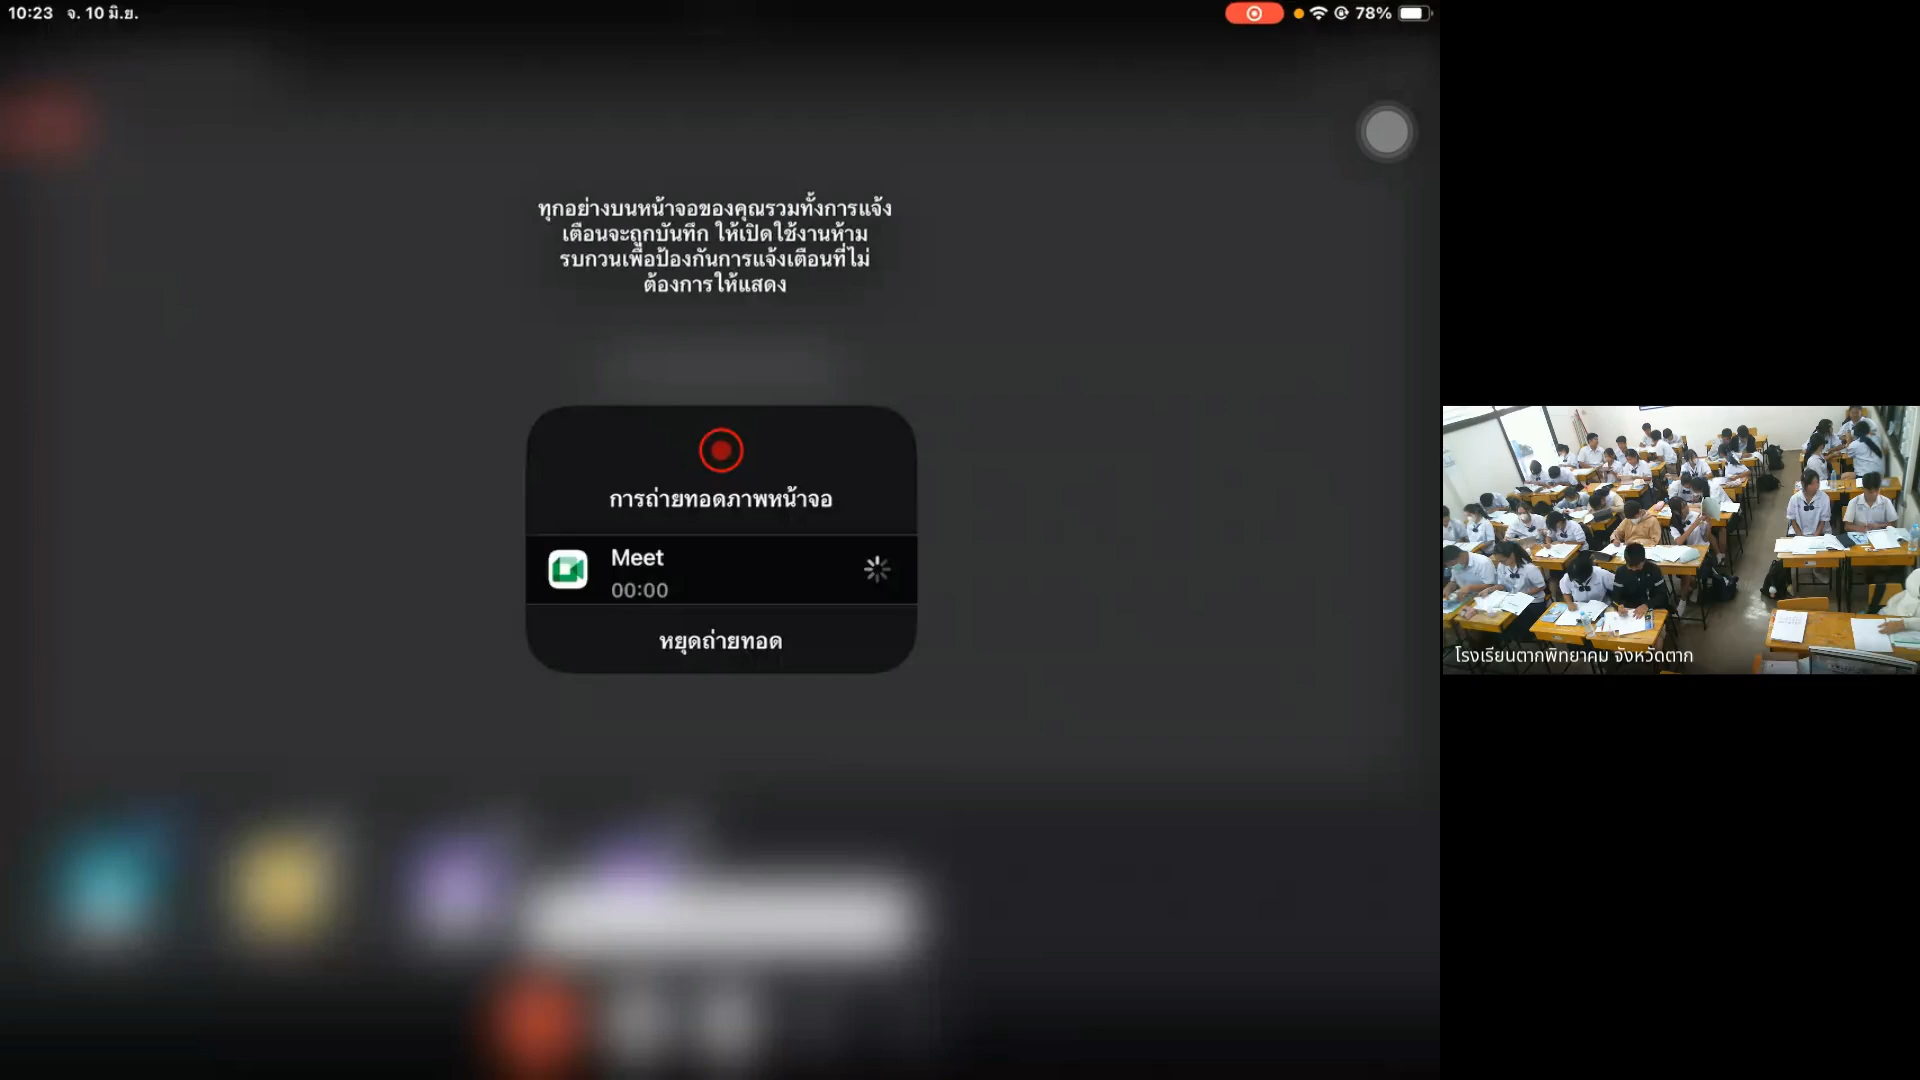 10:23 จ. 10 มิ.ย.
78%
ทุกอย่างบนหน้าจอของคุณรวมทั้งการแจ้ง
เตือนจะถูกบันทึก ให้เปิดใช้งานห้าม
รบกวนเพื่อป้องกันการแจ้งเตือนที่ไม่
ต้องการให้แสดง
การถ่ายทอดภาพหน้าจอ
Meet
00:00
หยุดถ่ายทอด
โรงเรียนตากพิทยาคม จังหวัดตาก